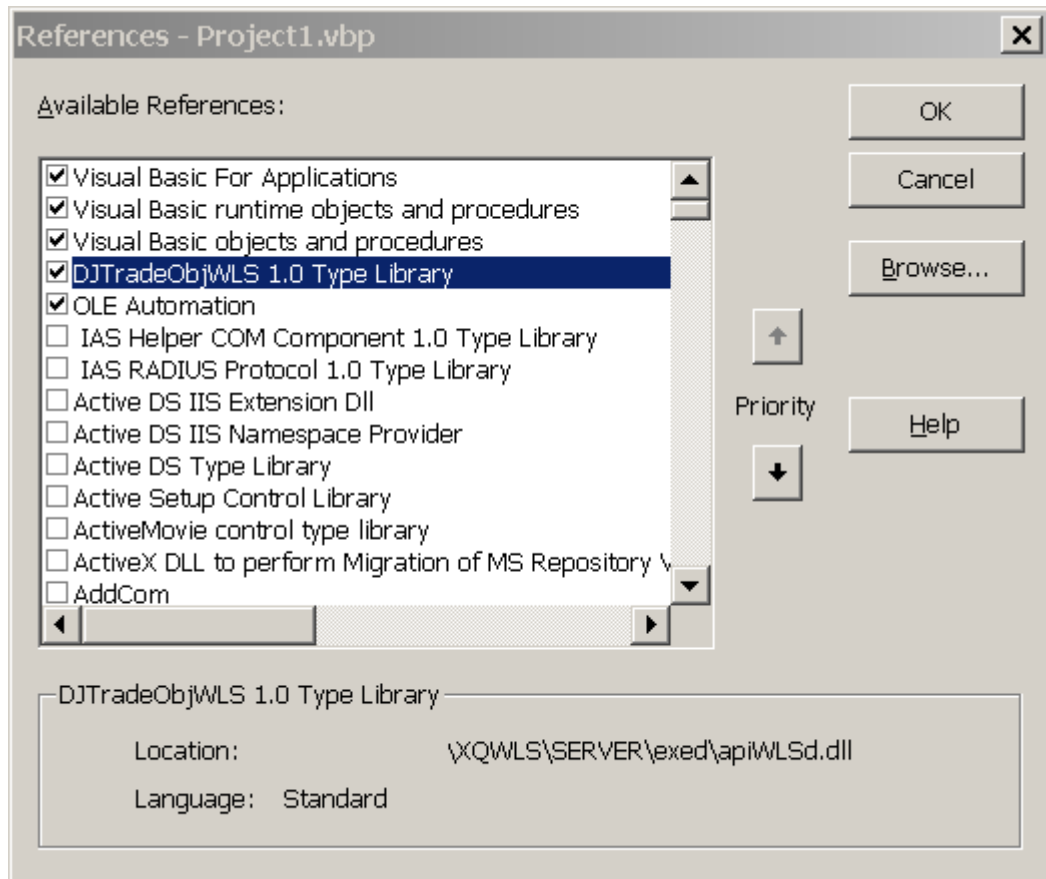 References - Project1.vbp
Available References:
OK
Cancel
Browse...
Priority
Help
Visual Basic For Applications
Visual Basic runtime objects and procedures
Visual Basic objects and procedures
DJTradeObjWLS 1.0 Type Library
OLE Automation
IAS Helper COM Component 1.0 Type Library
IAS RADIUS Protocol 1.0 Type Library
Active DS IIS Extension Dll
Active DS IIS Namespace Provider
Active DS Type Library
Active Setup Control Library
ActiveMovie control type library
ActiveX DLL to perform Migration of MS Repository
AddCom
DJTradeObjWLS 1.0 Type Library
Location: \XQWLS\SERVER\exed\apiWLSd.dll
Language: Standard